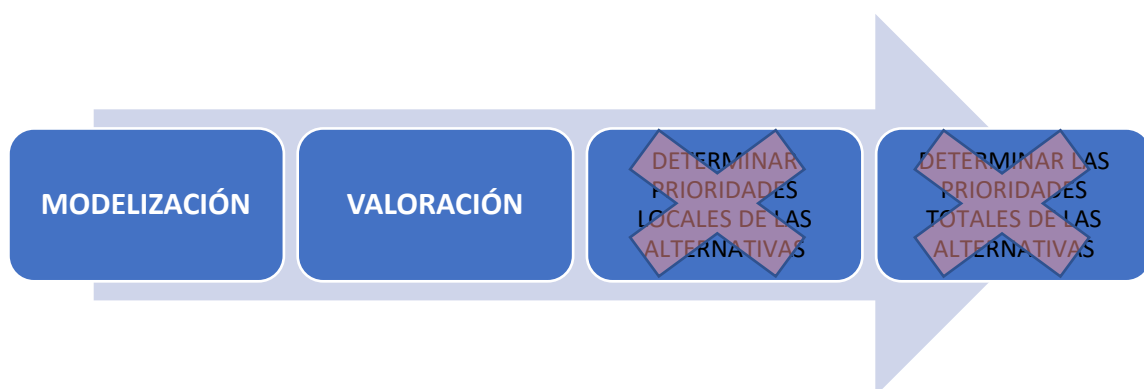 MODELIZACIÓN
VALORACIÓN
DETERMINAR
PRIORIDADES
LOCALES DE LAS
ALTERNATIVAS
DETERMINAR LAS
PRIORIDADES
TOTALES DE LAS
ALTERNATIVAS